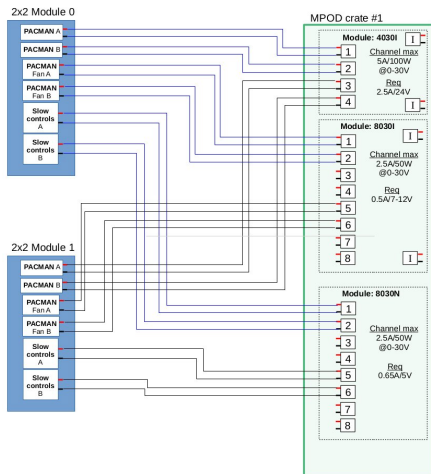 2x2 Module 0
PACMAN A
PACMAN B
PACMAN
Fan A
PACMAN
Fan B
Slow
controls
A
Slow
controls
B
2x2 Module 1
PACMAN A
PACMAN B
PACMAN
Fan A
PACMAN
Fan B
Slow
controls
A
Slow
controls
B
MPOD crate #1
Module: 4030I
I
1
2
3
4
Channel max
5A/100W
@0-30V
Req
2.5A/24V
I
Module: 8030I
I
1
2
3
4
5
6
7
8
Channel max
2.5A/50W
@0-30V
Req
0.5A/7-12V
I
Module: 8030N
1
2
3
4
5
6
7
8
Channel max
2.5A/50W
@0-30V
Req
0.65A/5V